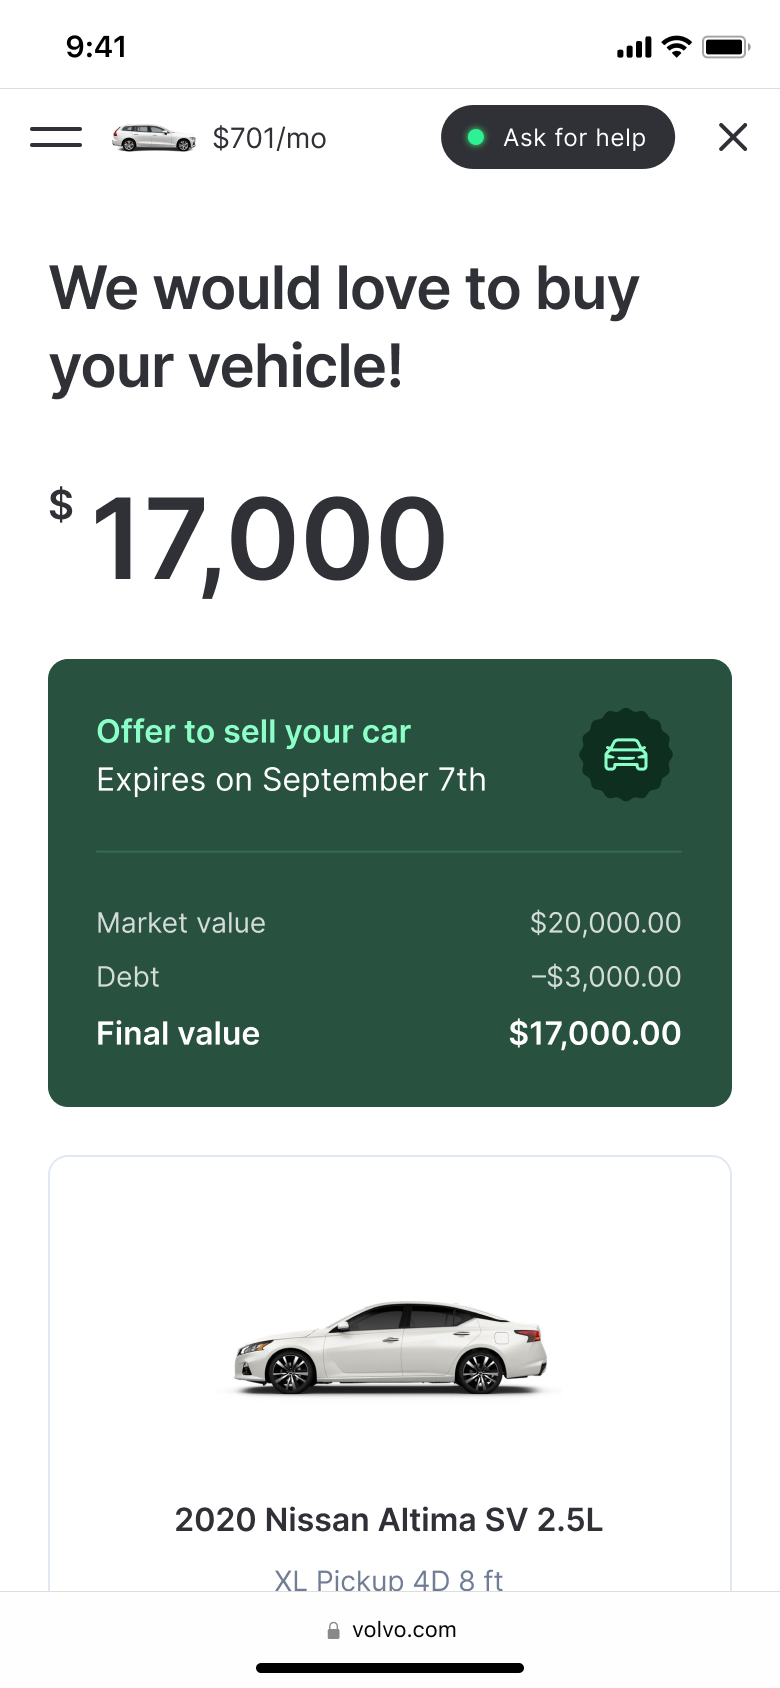 9:41
$701/mo
Ask for help
We would love to buy
your vehicle!
$ 17,000
Offer to sell your car
Expires on September 7th
Market value $20,000.00
Debt –$3,000.00
Final value $17,000.00
2020 Nissan Altima SV 2.5L
XL Pickup 4D 8 ft
volvo.com